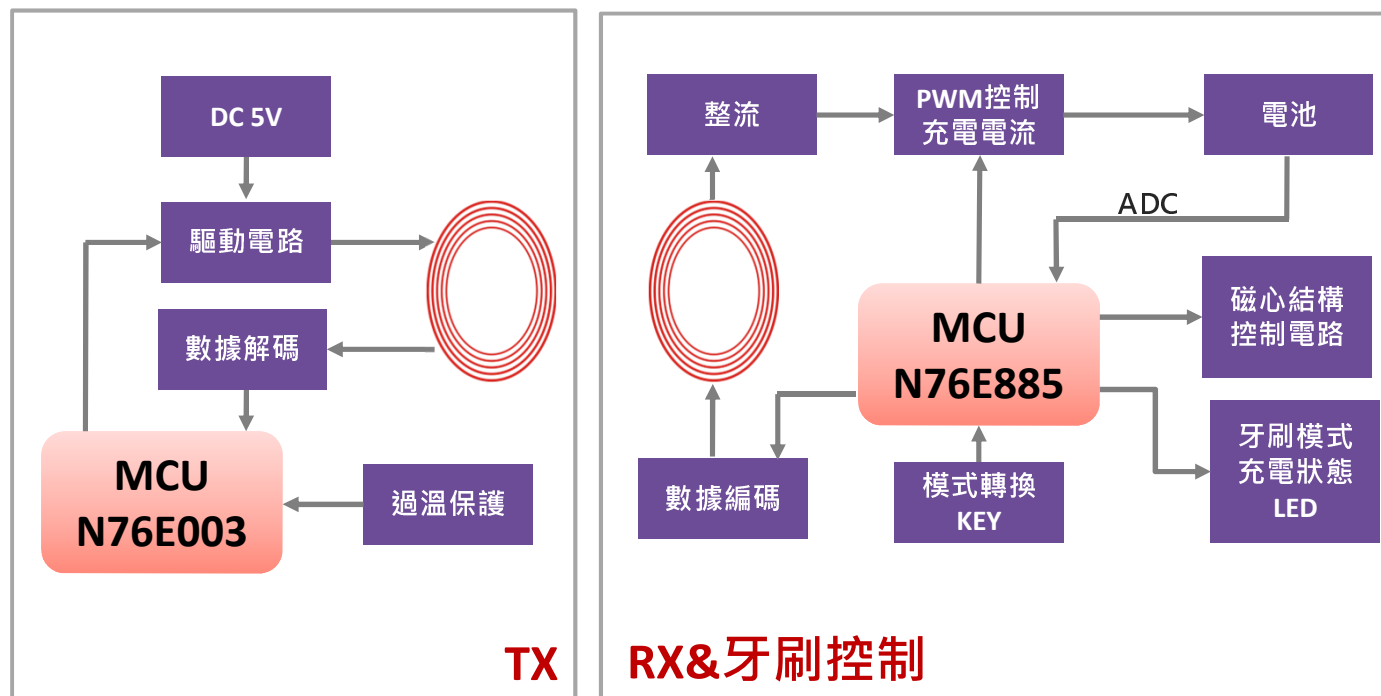 DC 5V
驅動電路
數據解碼
MCU
N76E003
過溫保護
TX
整流
PWM控制
充電電流
電池
ADC
MCU
N76E885
磁心結構
控制電路
牙刷模式
充電狀態
LED
數據編碼
模式轉換
KEY
RX&牙刷控制